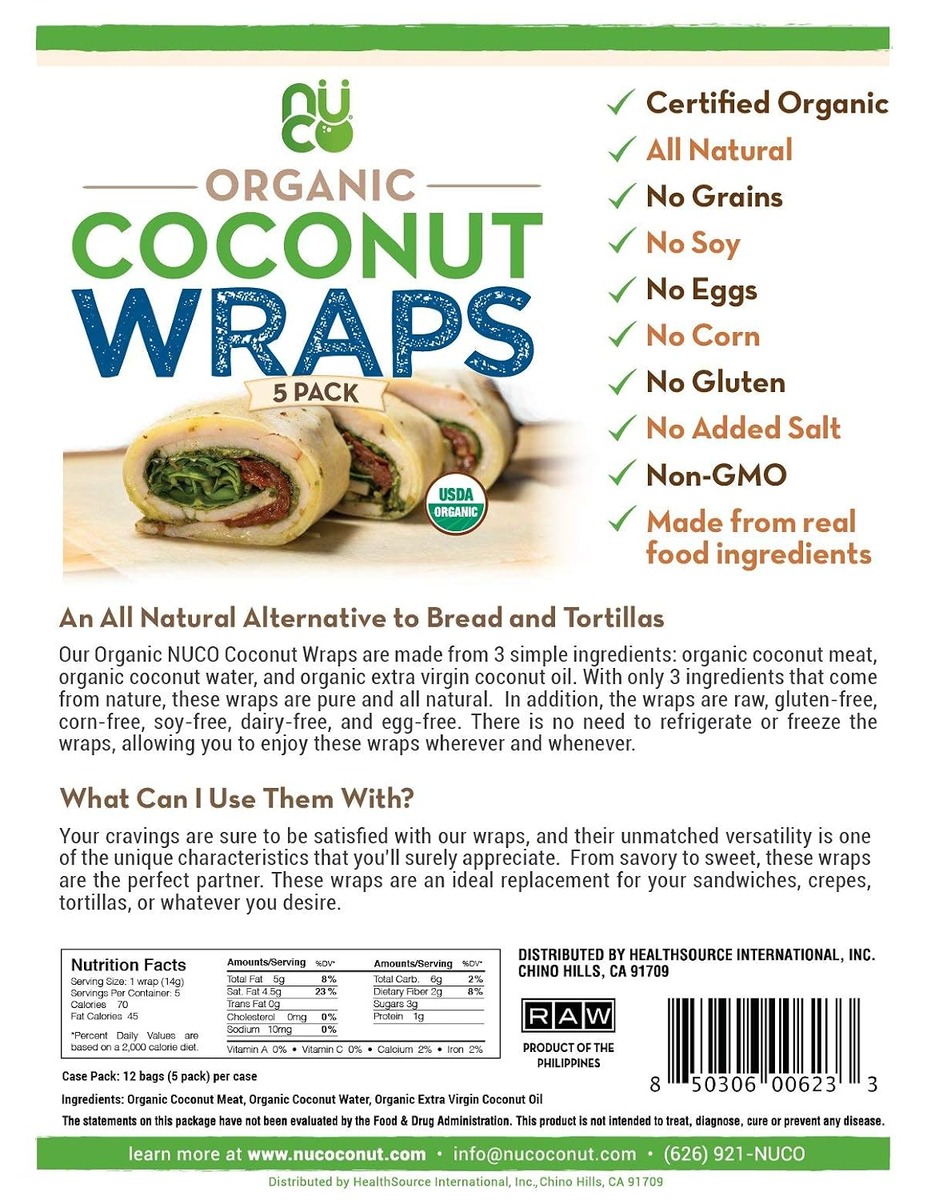 NUCO
ORGANIC
COCONUT
WRAPS
5 PACK
USDA
ORGANIC
Certified Organic
All Natural
No Grains
No Soy
No Eggs
No Corn
No Gluten
No Added Salt
Non-GMO
Made from real
food ingredients
An All Natural Alternative to Bread and Tortillas
Our Organic NUCO Coconut Wraps are made from 3 simple ingredients: organic coconut meat,
organic coconut water, and organic extra virgin coconut oil. With only 3 ingredients that come
from nature, these wraps are pure and all natural. In addition, the wraps are raw, gluten-free,
corn-free, soy-free, dairy-free, and egg-free. There is no need to refrigerate or freeze the
wraps, allowing you to enjoy these wraps wherever and whenever.
What Can I Use Them With?
Your cravings are sure to be satisfied with our wraps, and their unmatched versatility is one
of the unique characteristics that you'll surely appreciate. From savory to sweet, these wraps
are the perfect partner. These wraps are an ideal replacement for your sandwiches, crepes,
tortillas, or whatever you desire.
Nutrition Facts
Serving Size: 1 wrap (14g)
Servings Per Container: 5
Calories 70
Fat Calories 45
*Percent Daily Values are
based on a 2,000 calorie diet.
Amounts/Serving %DV*
Total Fat 5g 8%
Sat. Fat 4.5g 23%
Trans Fat 0g
Cholesterol 0mg 0%
Sodium 10mg 0%
Amounts/Serving %DV*
Total Carb. 6g 2%
Dietary Fiber 2g 8%
Sugars 3g
Protein 1g
Vitamin A 0% • Vitamin C 0% • Calcium 2% • Iron 2%
DISTRIBUTED BY HEALTHSOURCE INTERNATIONAL, INC.
CHINO HILLS, CA 91709
RAW
PRODUCT OF THE
PHILIPPINES
8 50306 00623 3
Case Pack: 12 bags (5 pack) per case
Ingredients: Organic Coconut Meat, Organic Coconut Water, Organic Extra Virgin Coconut Oil
The statements on this package have not been evaluated by the Food & Drug Administration. This product is not intended to treat, diagnose, cure or prevent any disease.
learn more at www.nucoconut.com • info@nucoconut.com • (626) 921-NUCO
Distributed by HealthSource International, Inc., Chino Hills, CA 91709